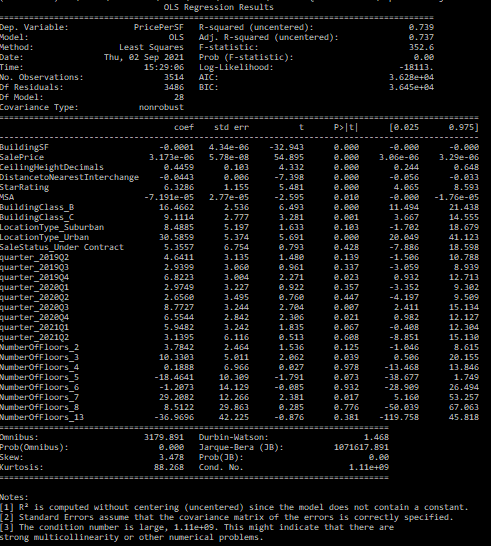 OLS Regression Results
Dep. Variable: PricePerSF R-squared (uncentered): 0.739
Model: OLS Adj. R-squared (uncentered): 0.737
Method: Least Squares F-statistic: 352.6
Date: Thu, 02 Sep 2021 Prob (F-statistic): 0.00
Time: 15:29:06 Log-Likelihood: -18113.
No. Observations: 3514 AIC: 3.628e+04
Df Residuals: 3486 BIC: 3.645e+04
Df Model: 28
Covariance Type: nonrobust
coef std err t P>|t| [0.025 0.975]
BuildingSF -0.0001 4.34e-06 -32.943 0.000 -0.000 -0.000
SalePrice 3.173e-06 5.78e-08 54.895 0.000 3.06e-06 3.29e-06
CeilingHeightDecimals 0.4459 0.103 4.332 0.000 0.244 0.648
DistancetoNearestInterchange -0.0443 0.006 -7.398 0.000 -0.056 -0.033
StarRating 6.3286 1.155 5.481 0.000 4.065 8.593
MSA -7.191e-05 2.77e-05 -2.595 0.010 -0.000 -1.76e-05
BuildingClass_B 16.4662 2.536 6.493 0.000 11.494 21.438
BuildingClass_C 9.1114 2.777 3.281 0.001 3.667 14.555
LocationType_Suburban 8.4885 5.197 1.633 0.103 -1.702 18.679
LocationType_Urban 30.5859 5.374 5.691 0.000 20.049 41.123
SaleStatus_Under Contract 5.3557 6.754 0.793 0.428 -7.886 18.598
quarter_2019Q2 4.6411 3.135 1.480 0.139 -1.506 10.788
quarter_2019Q3 2.9399 3.060 0.961 0.337 -3.059 8.939
quarter_2019Q4 6.8223 3.004 2.271 0.023 0.932 12.713
quarter_2020Q1 2.9749 3.227 0.922 0.357 -3.352 9.302
quarter_2020Q2 2.6560 3.495 0.760 0.447 -4.197 9.509
quarter_2020Q3 8.7727 3.244 2.704 0.007 2.411 15.134
quarter_2020Q4 6.5544 2.842 2.306 0.021 0.982 12.127
quarter_2021Q1 5.9482 3.242 1.835 0.067 -0.408 12.304
quarter_2021Q2 3.1395 6.116 0.513 0.608 -8.851 15.130
NumberOfFloors_2 3.7842 2.464 1.536 0.125 -1.046 8.615
NumberOfFloors_3 10.3303 5.011 2.062 0.039 0.506 20.155
NumberOfFloors_4 0.1888 6.966 0.027 0.978 -13.468 13.846
NumberOfFloors_5 -18.4641 10.309 -1.791 0.073 -38.677 1.749
NumberOfFloors_6 -1.2073 14.129 -0.085 0.932 -28.909 26.494
NumberOfFloors_7 29.2082 12.266 2.381 0.017 5.160 53.257
NumberOfFloors_8 8.5122 29.863 0.285 0.776 -50.039 67.063
NumberOfFloors_13 -36.9696 42.225 -0.876 0.381 -119.758 45.818
Omnibus: 3179.891 Durbin-Watson: 1.468
Prob(Omnibus): 0.000 Jarque-Bera (JB): 1071617.891
Skew: 3.478 Prob(JB): 0.00
Kurtosis: 88.268 Cond. No. 1.11e+09
Notes:
[1] R² is computed without centering (uncentered) since the model does not contain a constant.
[2] Standard Errors assume that the covariance matrix of the errors is correctly specified.
[3] The condition number is large, 1.11e+09. This might indicate that there are
strong multicollinearity or other numerical problems.